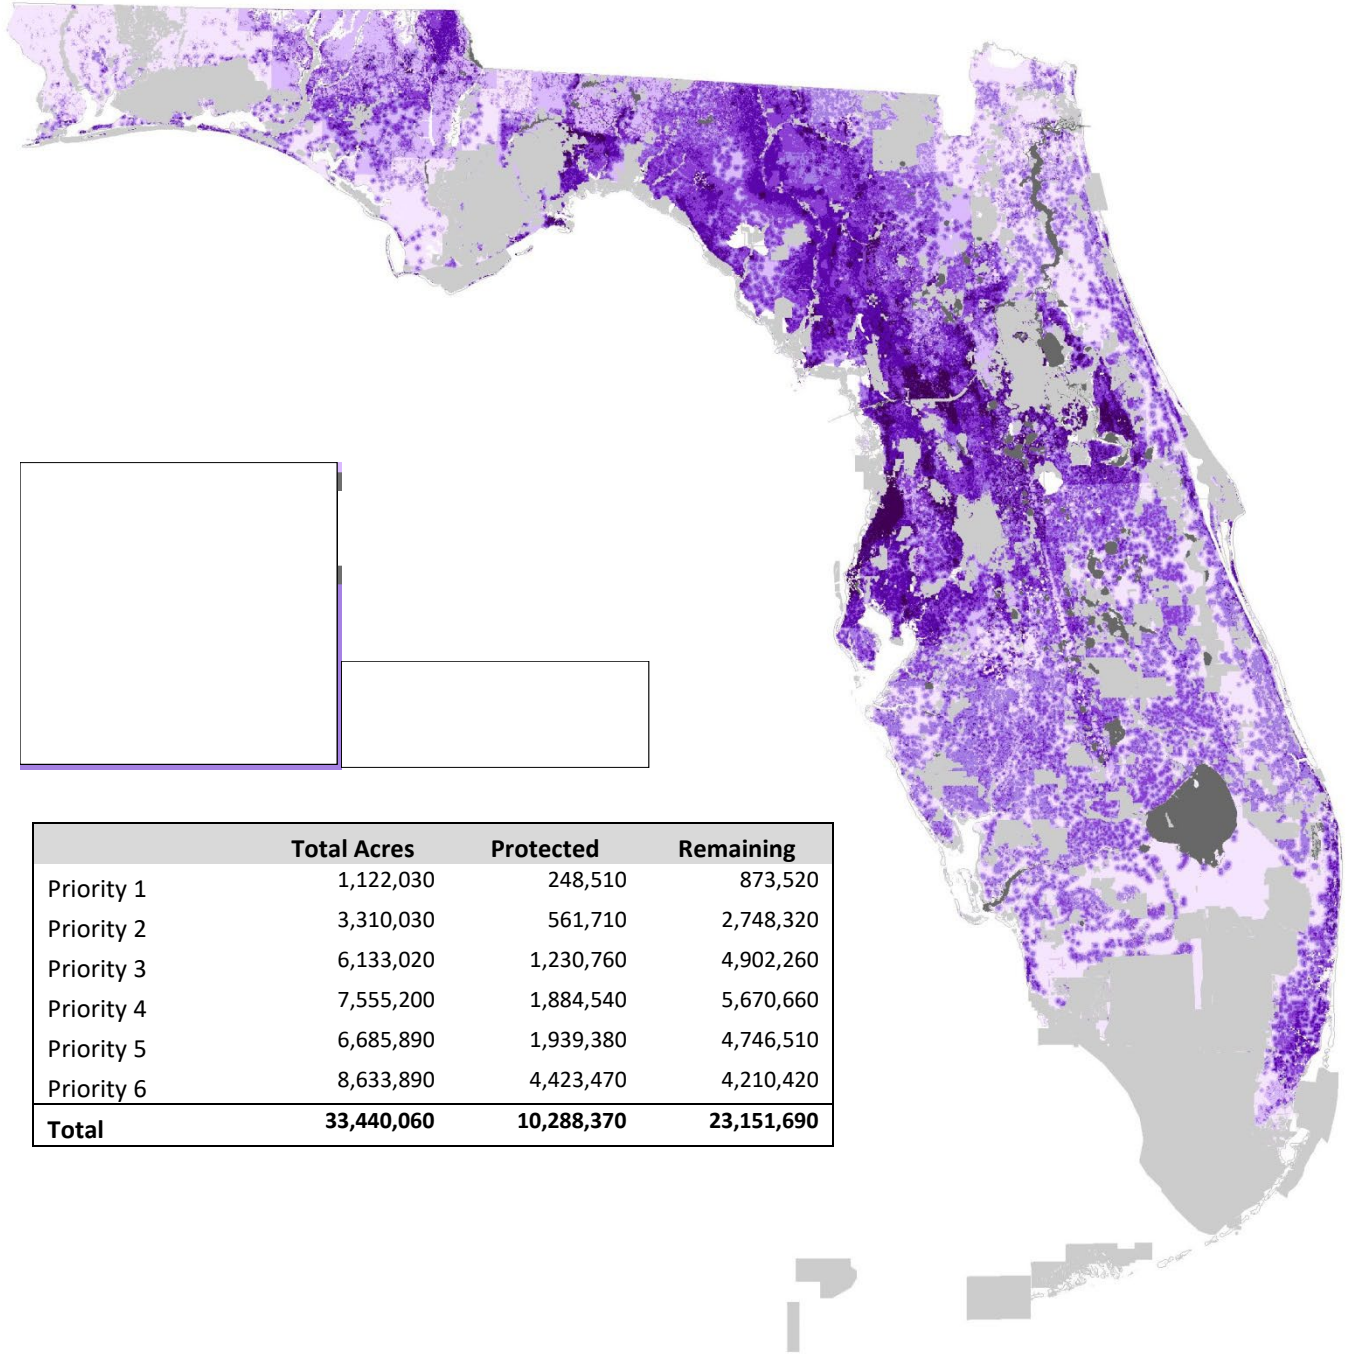 Total Acres Protected Remaining
Priority 1 1,122,030 248,510 873,520
Priority 2 3,310,030 561,710 2,748,320
Priority 3 6,133,020 1,230,760 4,902,260
Priority 4 7,555,200 1,884,540 5,670,660
Priority 5 6,685,890 1,939,380 4,746,510
Priority 6 8,633,890 4,423,470 4,210,420
Total 33,440,060 10,288,370 23,151,690